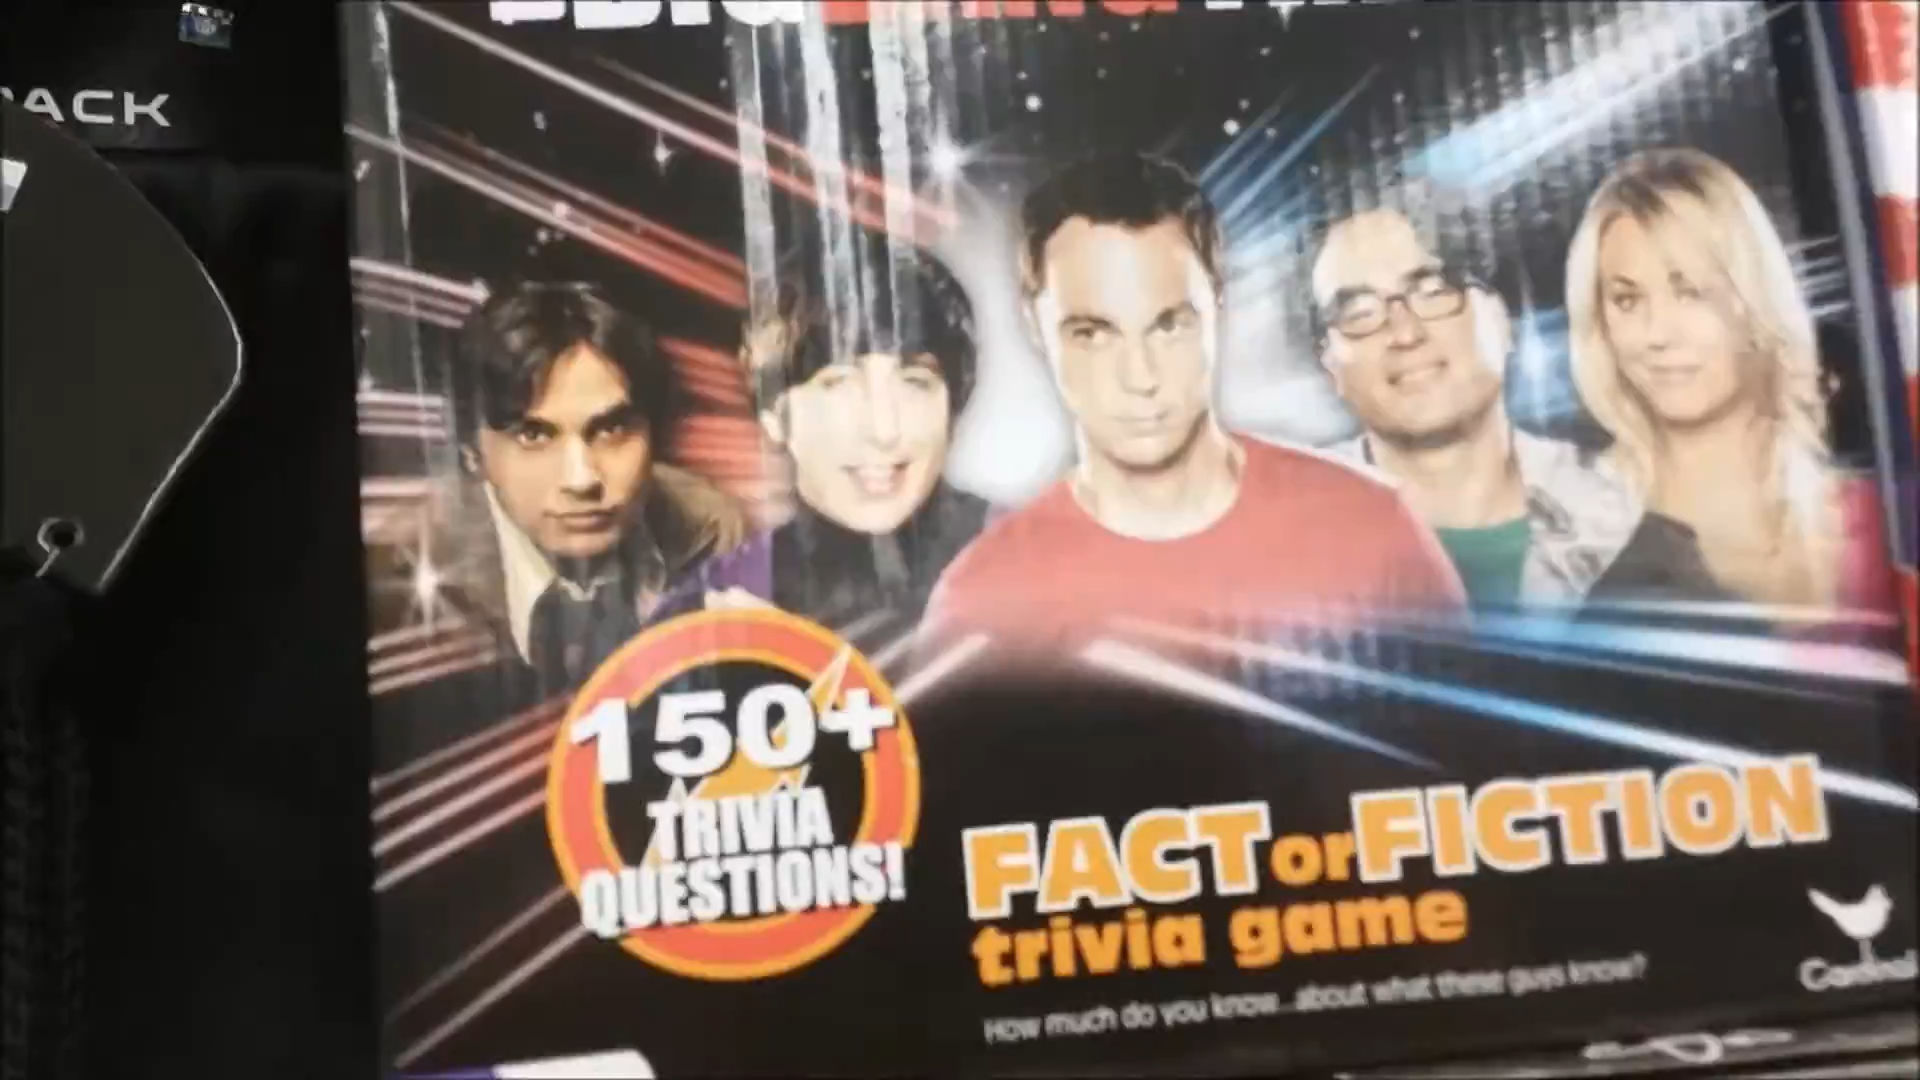 ACK
150+
TRIVIA
QUESTIONS!
FACT or FICTION
trivia game
How much do you know...about what these guys know?
Cardinal